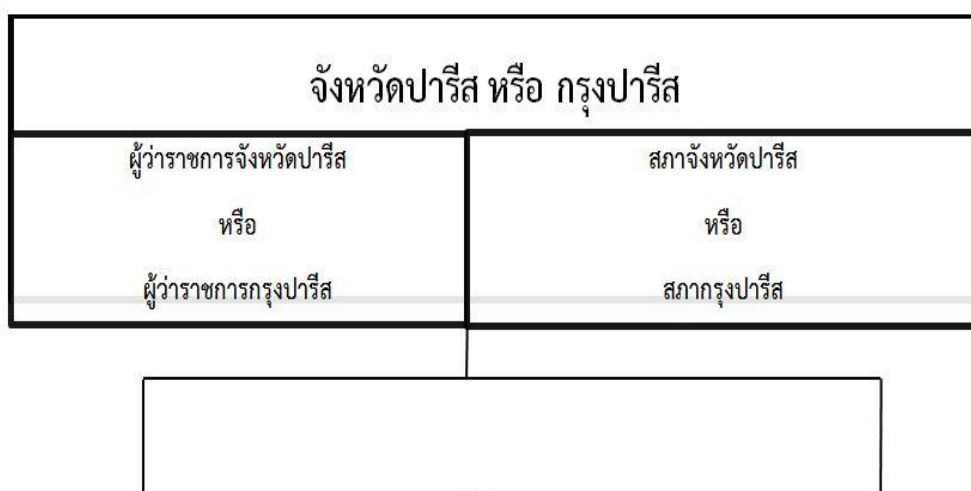 จังหวัดปารีส หรือ กรุงปารีส
ผู้ว่าราชการจังหวัดปารีส
หรือ
ผู้ว่าราชการกรุงปารีส
สภาจังหวัดปารีส
หรือ
สภากรุงปารีส